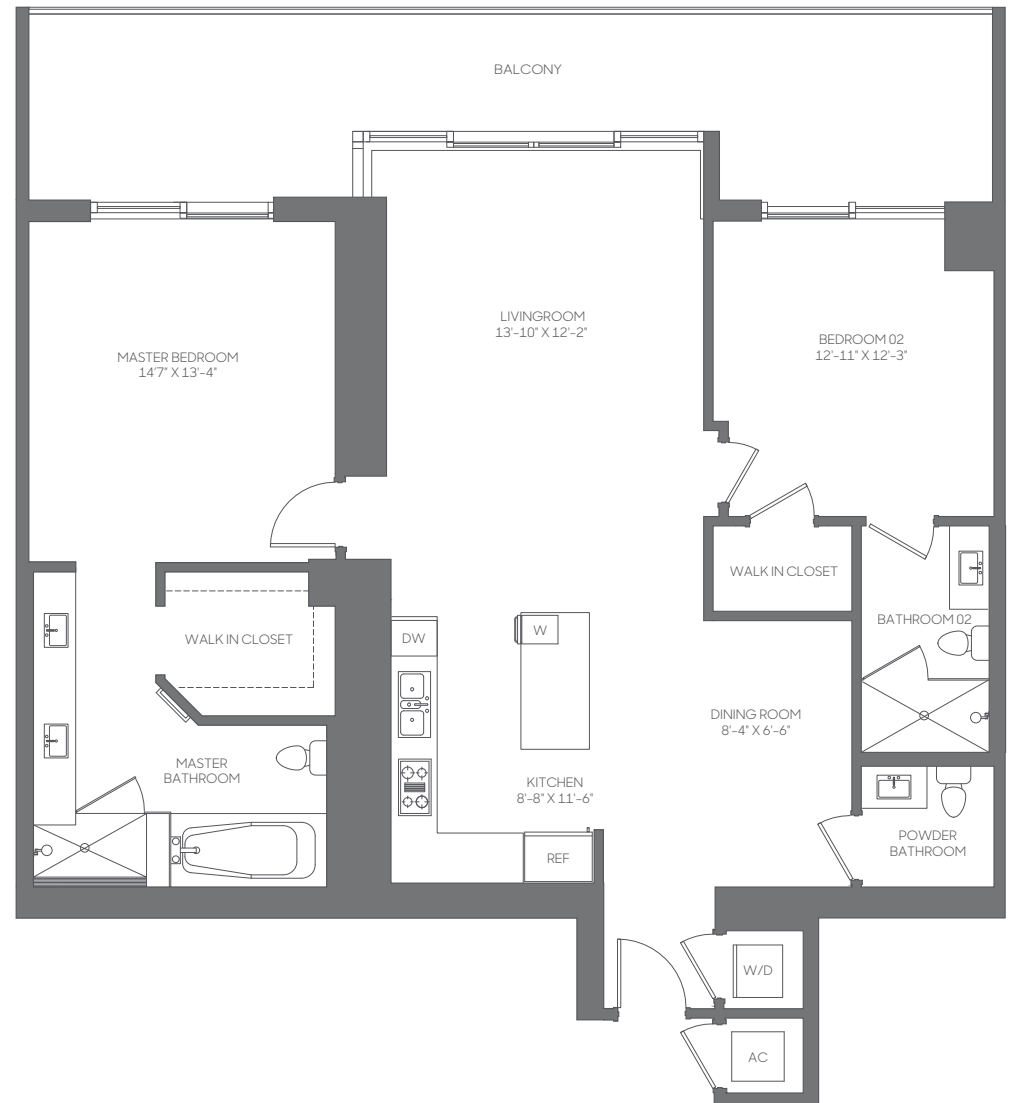 BALCONY
LIVINGROOM
13'-10" X 12'-2"
BEDROOM 02
12'-11" X 12'-3"
MASTER BEDROOM
14'7" X 13'-4"
WALK IN CLOSET
BATHROOM 02
WALK IN CLOSET
DW
W
DINING ROOM
8'-4" X 6'-6"
MASTER
BATHROOM
KITCHEN
8'-8" X 11'-6"
POWDER
BATHROOM
REF
W/D
AC